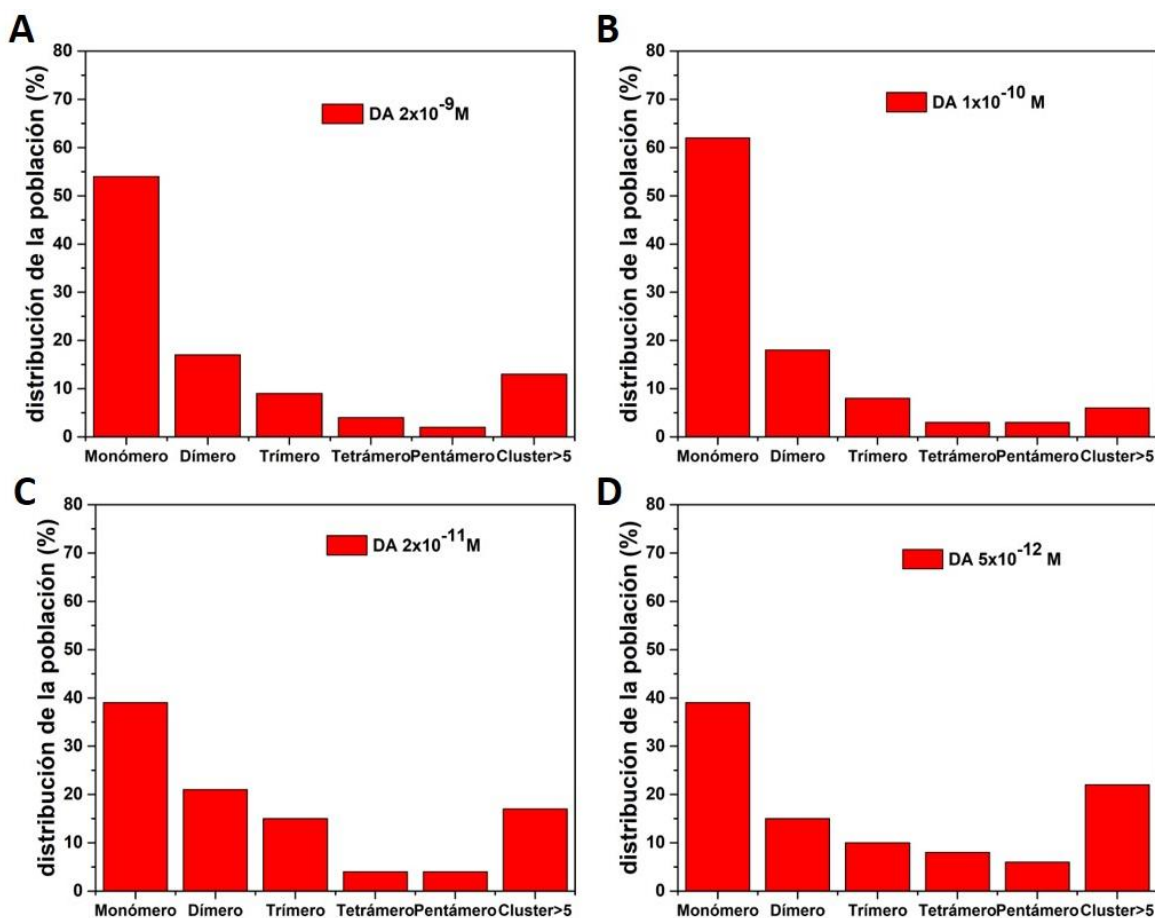 A
distribución de la población (%)
80
70
60
50
40
30
20
10
0
DA 2x10⁻⁹ M
Monómero Dímero Trímero Tetrámero Pentámero Cluster>5
B
distribución de la población (%)
80
70
60
50
40
30
20
10
0
DA 1x10⁻¹⁰ M
Monómero Dímero Trímero Tetrámero Pentámero Cluster>5
C
distribución de la población (%)
80
70
60
50
40
30
20
10
0
DA 2x10⁻¹¹ M
Monómero Dímero Trímero Tetrámero Pentámero Cluster>5
D
distribución de la población (%)
80
70
60
50
40
30
20
10
0
DA 5x10⁻¹² M
Monómero Dímero Trímero Tetrámero Pentámero Cluster>5